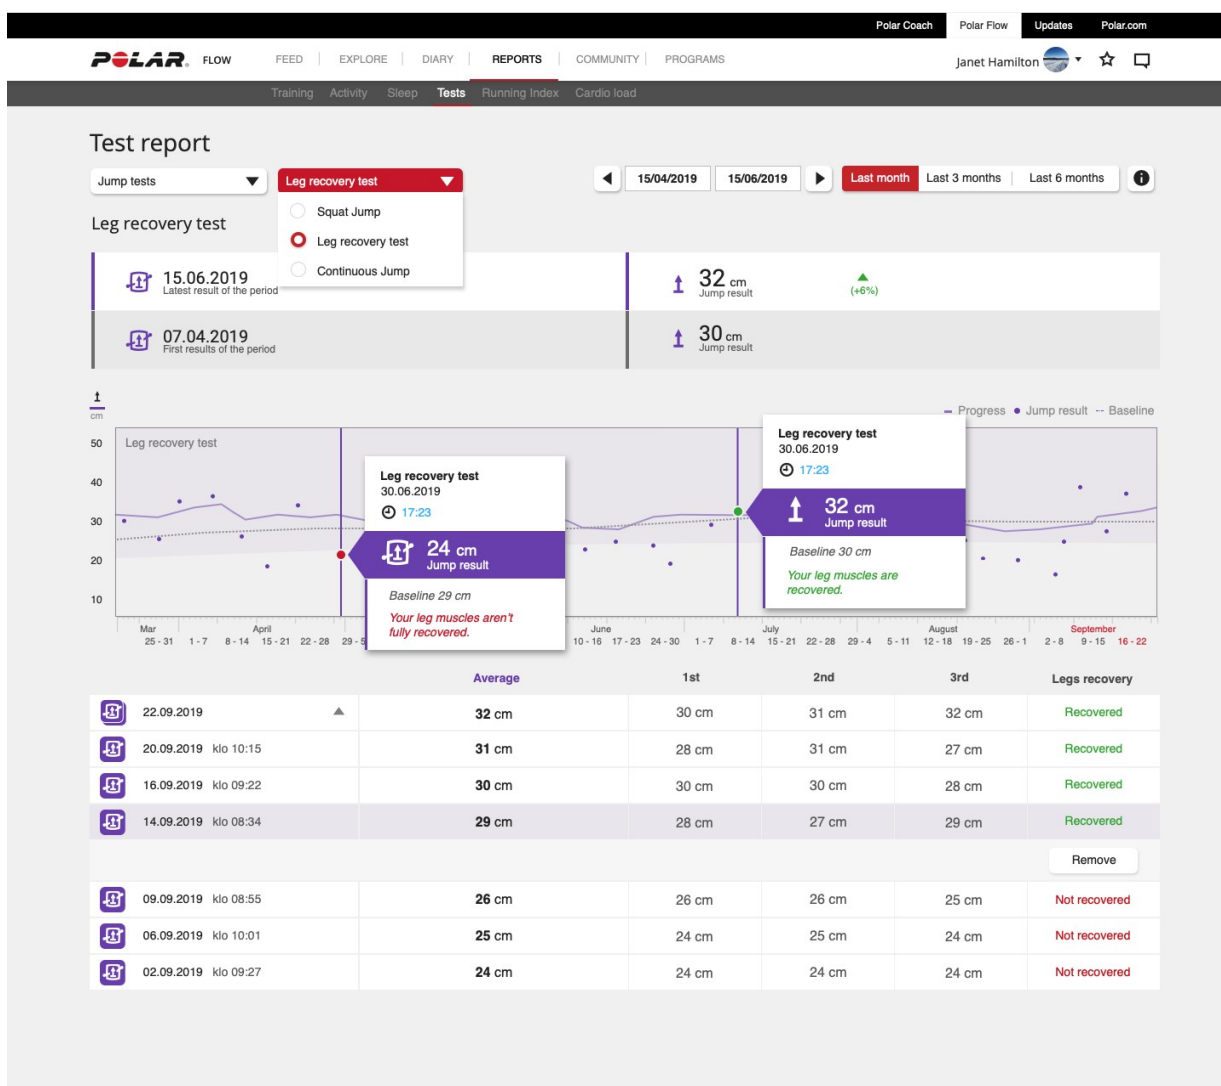 Polar Coach Polar Flow Updates Polar.com
POLAR. FLOW FEED EXPLORE DIARY REPORTS COMMUNITY PROGRAMS Janet Hamilton
Training Activity Sleep Tests Running Index Cardio load
Test report
Jump tests Leg recovery test 15/04/2019 15/06/2019 Last month Last 3 months Last 6 months
Squat Jump
Leg recovery test
Leg recovery test
Continuous Jump
15.06.2019 32 cm
Latest result of the period Jump result (+6%)
07.04.2019 30 cm
First results of the period Jump result
cm
Progress Jump result Baseline
50 Leg recovery test
40
30
20
10
Leg recovery test
30.06.2019
17:23
24 cm
Jump result
Baseline 29 cm
Your leg muscles aren't
fully recovered.
Leg recovery test
30.06.2019
17:23
32 cm
Jump result
Baseline 30 cm
Your leg muscles are
recovered.
Mar April June July August September
25 - 31 1 - 7 8 - 14 15 - 21 22 - 28 29 - 5 10 - 16 17 - 23 24 - 30 1 - 7 8 - 14 15 - 21 22 - 28 29 - 4 5 - 11 12 - 18 19 - 25 26 - 1 2 - 8 9 - 15 16 - 22
Average 1st 2nd 3rd Legs recovery
22.09.2019 32 cm 30 cm 31 cm 32 cm Recovered
20.09.2019 klo 10:15 31 cm 28 cm 31 cm 27 cm Recovered
16.09.2019 klo 09:22 30 cm 30 cm 30 cm 28 cm Recovered
14.09.2019 klo 08:34 29 cm 28 cm 27 cm 29 cm Recovered
Remove
09.09.2019 klo 08:55 26 cm 26 cm 26 cm 25 cm Not recovered
06.09.2019 klo 10:01 25 cm 24 cm 25 cm 24 cm Not recovered
02.09.2019 klo 09:27 24 cm 24 cm 24 cm 24 cm Not recovered